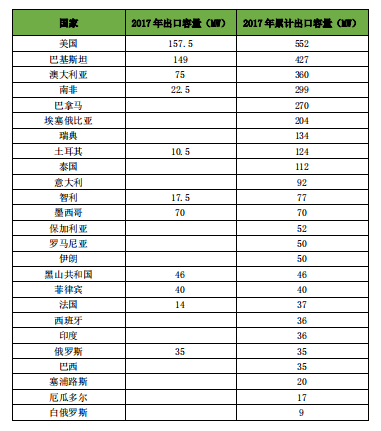 国家 2017年出口容量（MW） 2017年累计出口容量（MW）
美国 157.5 552
巴基斯坦 149 427
澳大利亚 75 360
南非 22.5 299
巴拿马 270
埃塞俄比亚 204
瑞典 134
土耳其 10.5 124
泰国 112
意大利 92
智利 17.5 77
墨西哥 70 70
保加利亚 52
罗马尼亚 50
伊朗 50
黑山共和国 46 46
菲律宾 40 40
法国 14 37
西班牙 36
印度 36
俄罗斯 35 35
巴西 35
塞浦路斯 20
厄瓜多尔 17
白俄罗斯 9